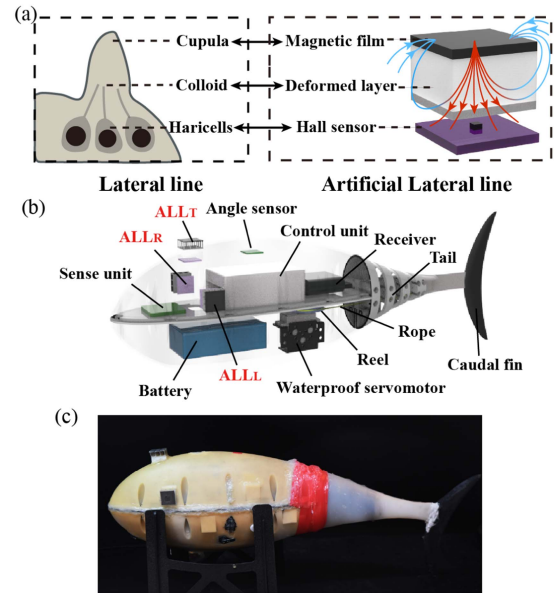 (a)
Cupula
Magnetic film
Colloid
Deformed layer
Haricells
Hall sensor
Lateral line
Artificial Lateral line
(b)
ALLT
Angle sensor
Control unit
ALLR
Receiver
Tail
Sense unit
Rope
Reel
Battery
ALLL
Waterproof servomotor
Caudal fin
(c)